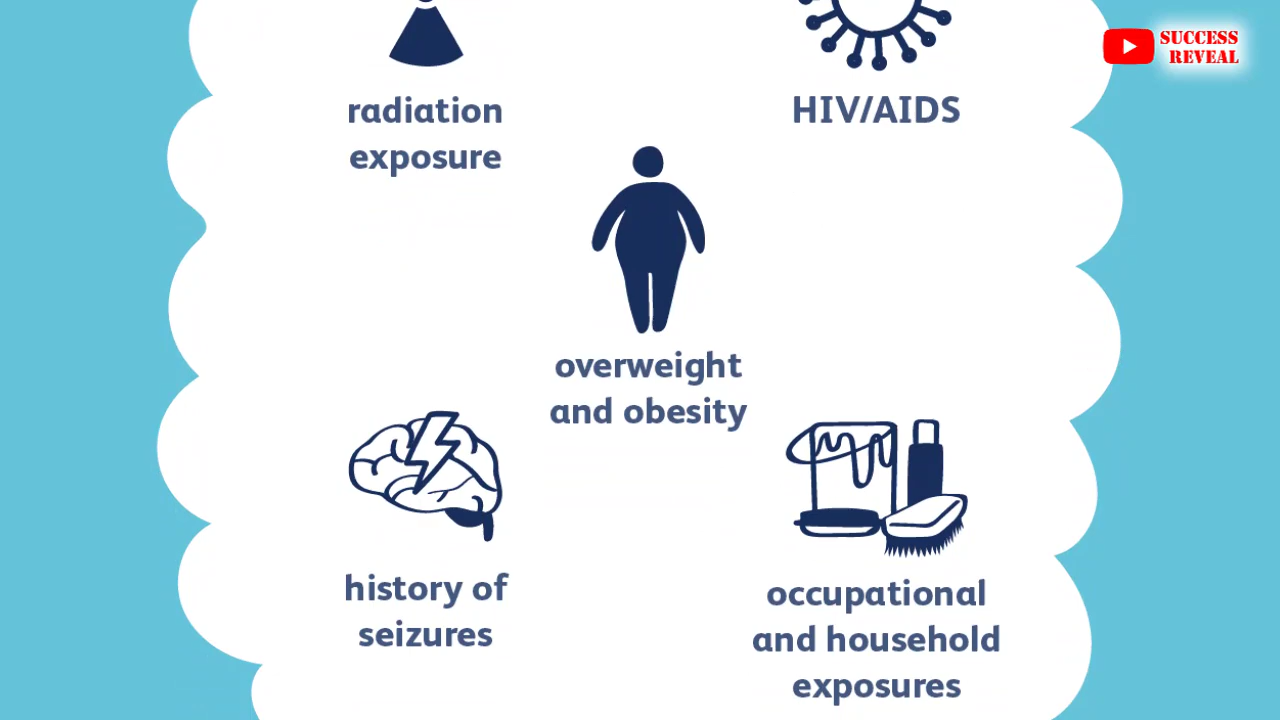 SUCCESS
REVEAL
radiation
exposure
HIV/AIDS
overweight
and obesity
history of
seizures
occupational
and household
exposures